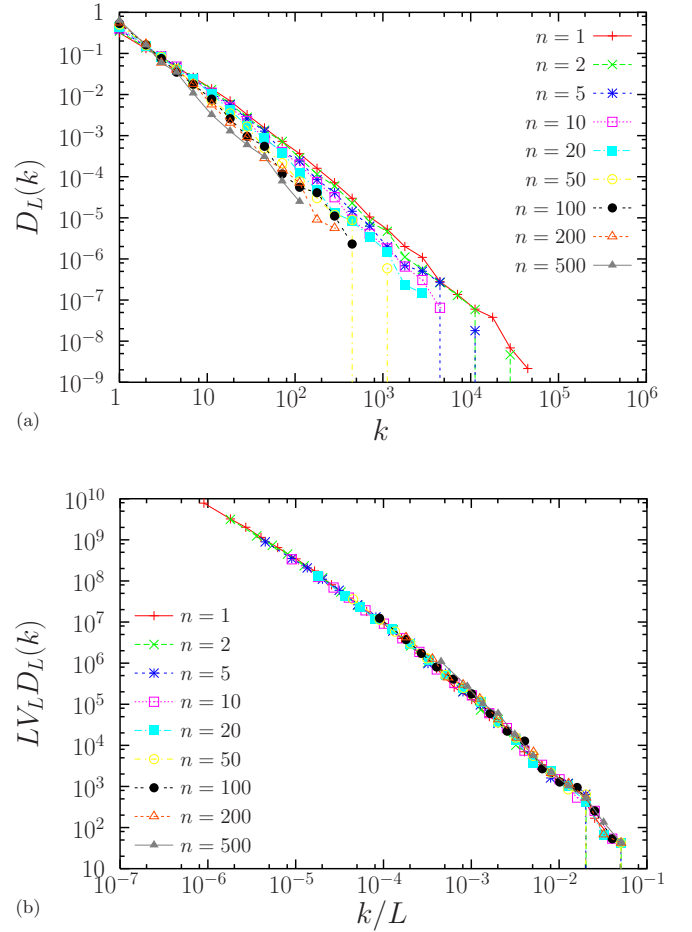 1
10^-1
10^-2
10^-3
10^-4
10^-5
10^-6
10^-7
10^-8
10^-9
D_L(k)
n = 1
n = 2
n = 5
n = 10
n = 20
n = 50
n = 100
n = 200
n = 500
1 10 10^2 10^3 10^4 10^5 10^6
k
(a)
10^10
10^9
10^8
10^7
10^6
10^5
10^4
10^3
10^2
10
LV_L D_L(k)
n = 1
n = 2
n = 5
n = 10
n = 20
n = 50
n = 100
n = 200
n = 500
10^-7 10^-6 10^-5 10^-4 10^-3 10^-2 10^-1
k/L
(b)